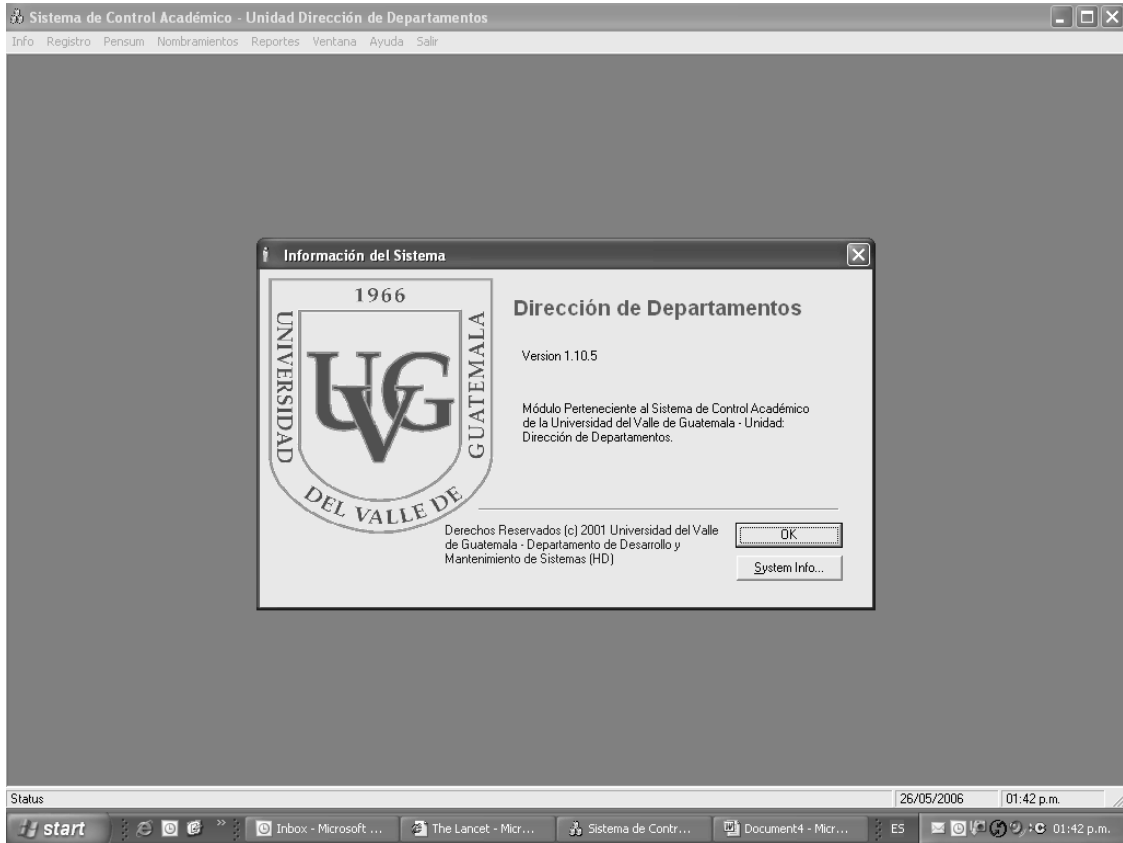 Sistema de Control Académico - Unidad Dirección de Departamentos
Info Registro Pensum Nombramientos Reportes Ventana Ayuda Salir
Información del Sistema
1966
UNIVERSIDAD
DEL VALLE DE
GUATEMALA
UVG
Dirección de Departamentos
Version 1.10.5
Módulo Perteneciente al Sistema de Control Académico
de la Universidad del Valle de Guatemala - Unidad:
Dirección de Departamentos.
Derechos Reservados (c) 2001 Universidad del Valle
de Guatemala - Departamento de Desarrollo y
Mantenimiento de Sistemas (HD)
OK
System Info...
Status
26/05/2006
01:42 p.m.
start
Inbox - Microsoft ...
The Lancet - Micr...
Sistema de Contr...
Document4 - Micr...
ES
01:42 p.m.